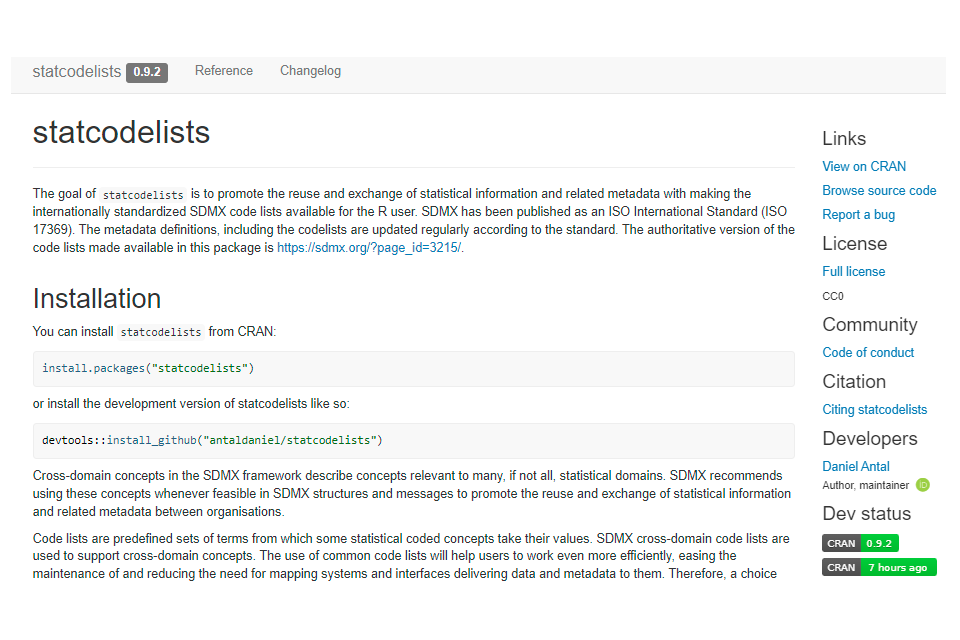 statcodelists 0.9.2 Reference Changelog
statcodelists
The goal of statcodelists is to promote the reuse and exchange of statistical information and related metadata with making the
internationally standardized SDMX code lists available for the R user. SDMX has been published as an ISO International Standard (ISO
17369). The metadata definitions, including the codelists are updated regularly according to the standard. The authoritative version of the
code lists made available in this package is https://sdmx.org/?page_id=3215/.
Installation
You can install statcodelists from CRAN:
install.packages("statcodelists")
or install the development version of statcodelists like so:
devtools::install_github("antaldaniel/statcodelists")
Cross-domain concepts in the SDMX framework describe concepts relevant to many, if not all, statistical domains. SDMX recommends
using these concepts whenever feasible in SDMX structures and messages to promote the reuse and exchange of statistical information
and related metadata between organisations.
Code lists are predefined sets of terms from which some statistical coded concepts take their values. SDMX cross-domain code lists are
used to support cross-domain concepts. The use of common code lists will help users to work even more efficiently, easing the
maintenance of and reducing the need for mapping systems and interfaces delivering data and metadata to them. Therefore, a choice
Links
View on CRAN
Browse source code
Report a bug
License
Full license
CC0
Community
Code of conduct
Citation
Citing statcodelists
Developers
Daniel Antal
Author, maintainer iD
Dev status
CRAN 0.9.2
CRAN 7 hours ago